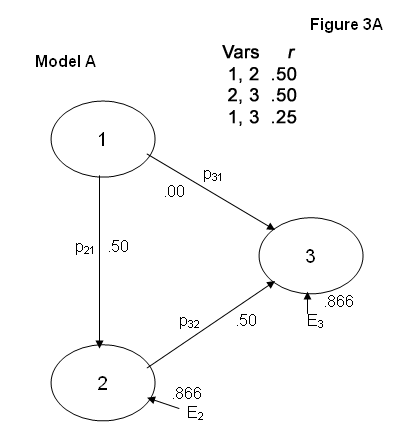 Figure 3A
Model A
Vars r
1, 2 .50
2, 3 .50
1, 3 .25
1
p31
.00
p21 .50
3
p32 .50
.866
E3
2
.866
E2